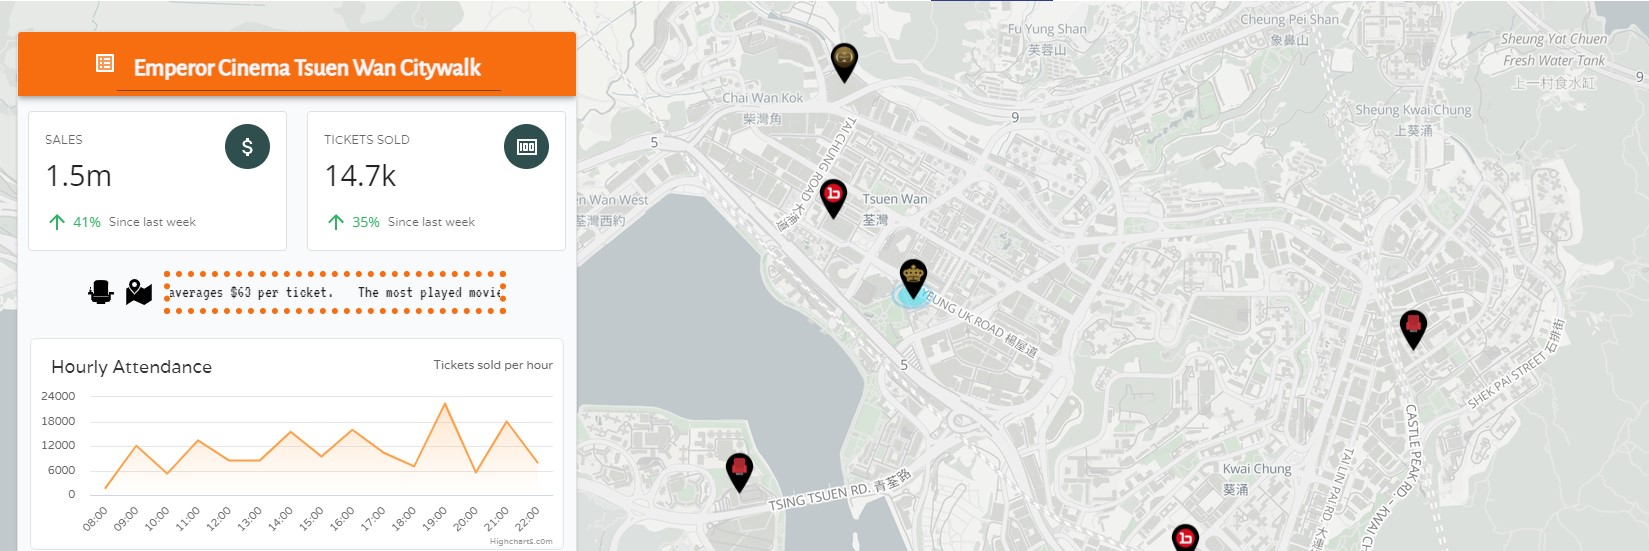 Emperor Cinema Tsuen Wan Citywalk
SALES
1.5m
41% Since last week
TICKETS SOLD
14.7k
35% Since last week
averages $63 per ticket. The most played movie
Hourly Attendance
Tickets sold per hour
24000
18000
12000
6000
0
08:00
09:00
10:00
11:00
12:00
13:00
14:00
15:00
16:00
17:00
18:00
19:00
20:00
21:00
22:00
Highcharts.com
Fu Yung Shan
芙蓉山
Cheung Pei Shan
象鼻山
Sheung Yat Chuen
Fresh Water Tank
上一村食水缸
9
Chai Wan Kok
柴灣角
9
Sheung Kwai Chung
上葵涌
5
TAI CHUNG ROAD 大涌道
en Wan West
荃灣西約
Tsuen Wan
荃灣
YEUNG UK ROAD 楊屋道
5
SHEK PAI STREET 石排街
CASTLE PEAK RD. – KWAI CH
Kwai Chung
葵涌
TAI LIN PAI RD. 大連
TSING TSUEN RD. 青荃路